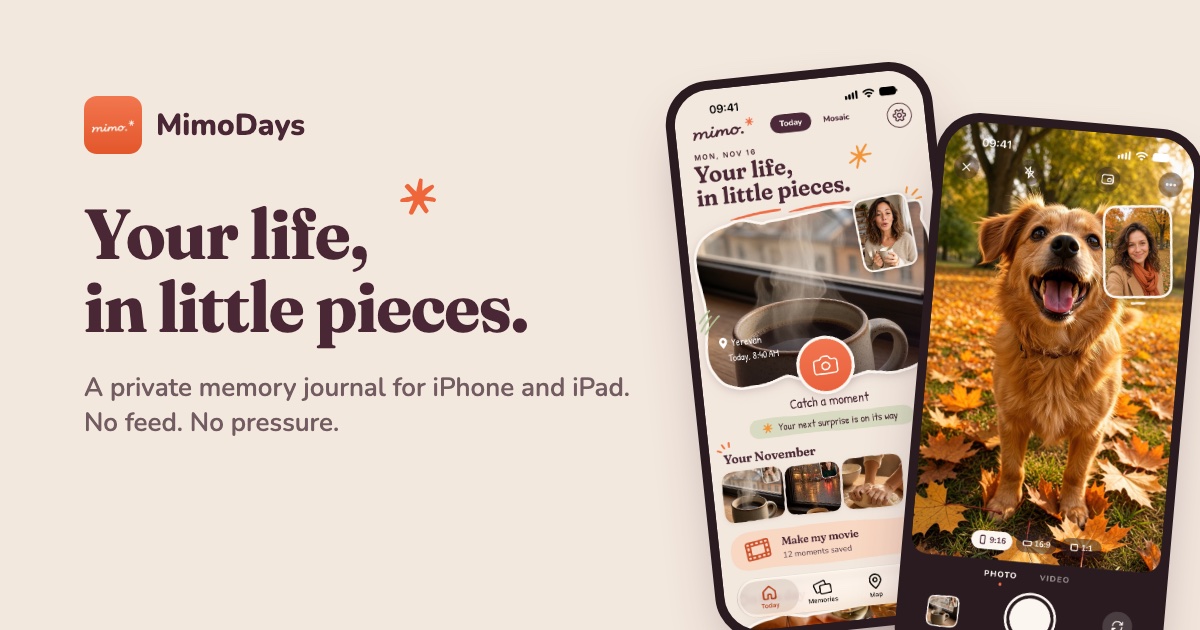 mimo.*
MimoDays
Your life,
in little pieces.
A private memory journal for iPhone and iPad.
No feed. No pressure.
09:41
mimo.*
Today
Mosaic
MON, NOV 16
Your life,
in little pieces.
Yerevan
Today, 8:40 AM
Catch a moment
Your next surprise is on its way
Your November
Make my movie
12 moments saved
Today
Memories
Map
09:41
9:16
16:9
1:1
PHOTO
VIDEO